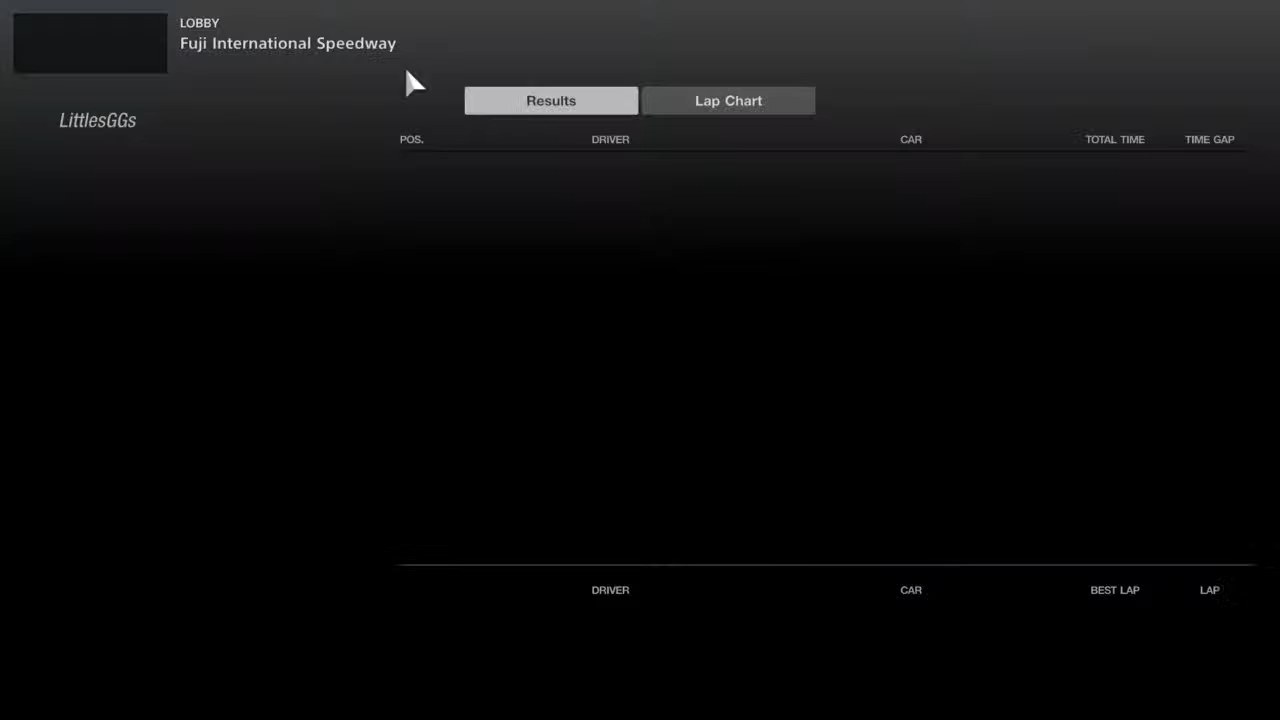 LOBBY
Fuji International Speedway
Results Lap Chart
LittlesGGs
POS. DRIVER CAR TOTAL TIME TIME GAP
DRIVER CAR BEST LAP LAP